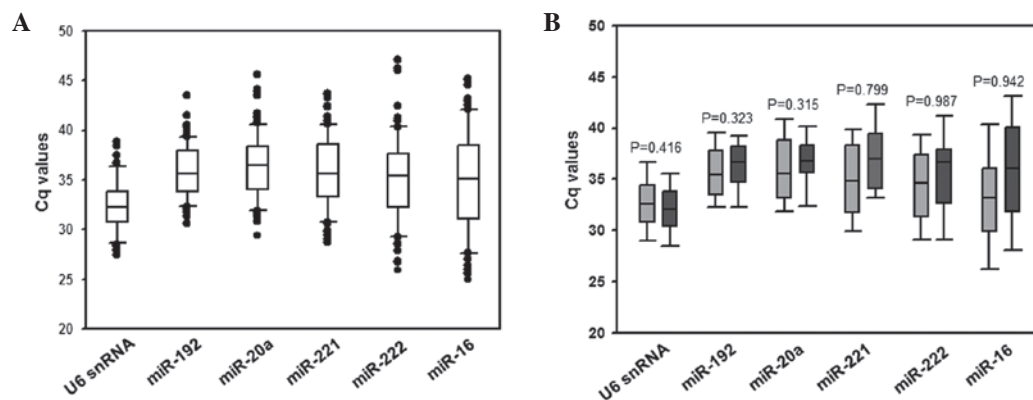 A
50
45
40
35
30
25
20
Cq values
U6 snRNA
miR-192
miR-20a
miR-221
miR-222
miR-16
B
50
45
40
35
30
25
20
Cq values
P=0.416
P=0.323
P=0.315
P=0.799
P=0.987
P=0.942
U6 snRNA
miR-192
miR-20a
miR-221
miR-222
miR-16